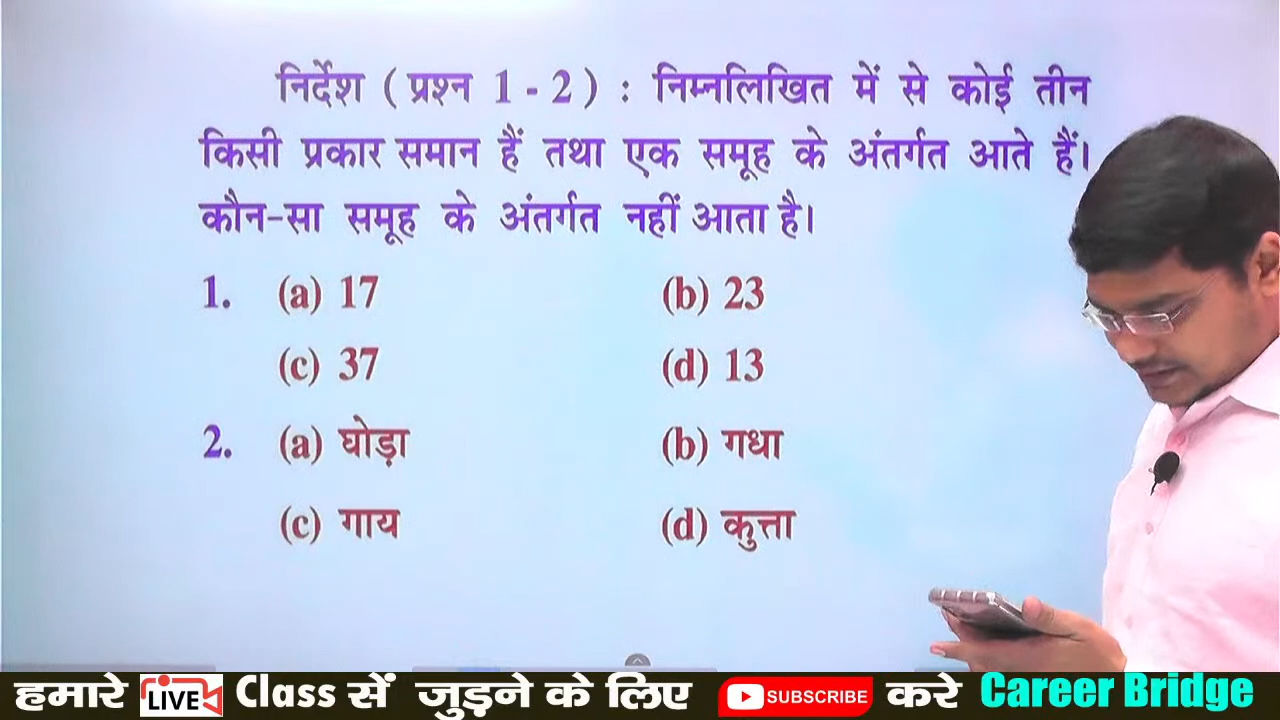 निर्देश ( प्रश्न 1 - 2 ) : निम्नलिखित में से कोई तीन
किसी प्रकार समान हैं तथा एक समूह के अंतर्गत आते हैं।
कौन-सा समूह के अंतर्गत नहीं आता है।
1. (a) 17 (b) 23
(c) 37 (d) 13
2. (a) घोड़ा (b) गधा
(c) गाय (d) कुत्ता
हमारे LIVE Class सें जुड़ने के लिए SUBSCRIBE करे Career Bridge